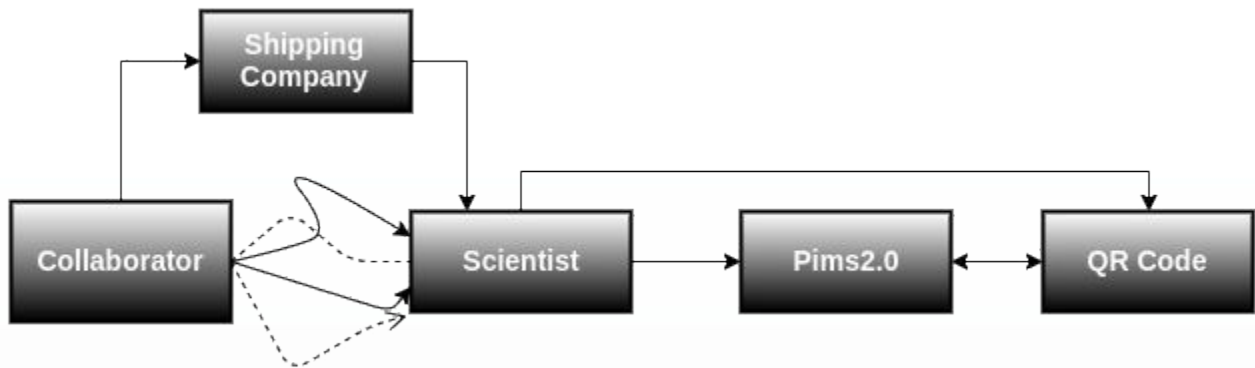 Shipping
Company
Collaborator
Scientist
Pims2.0
QR Code